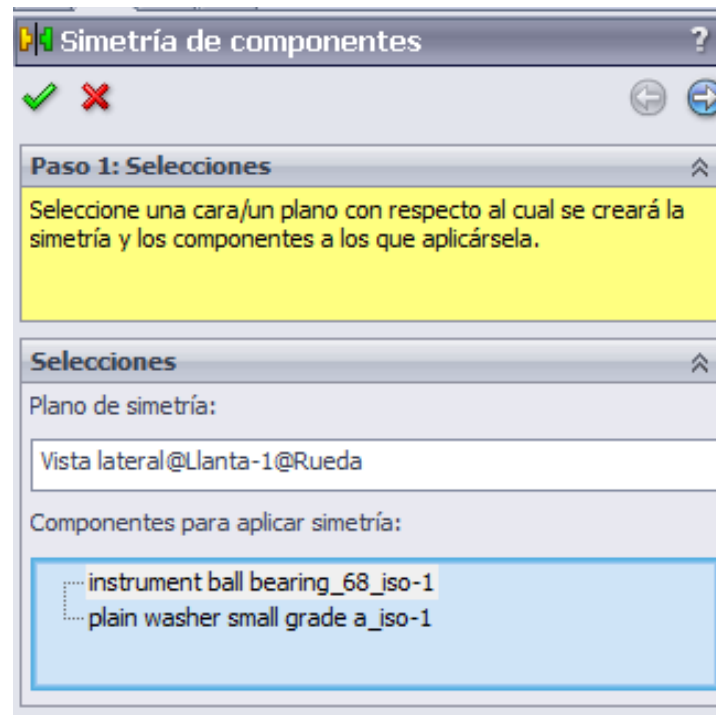 Simetría de componentes ?
Paso 1: Selecciones
Seleccione una cara/un plano con respecto al cual se creará la
simetría y los componentes a los que aplicársela.
Selecciones
Plano de simetría:
Vista lateral@Llanta-1@Rueda
Componentes para aplicar simetría:
instrument ball bearing_68_iso-1
plain washer small grade a_iso-1